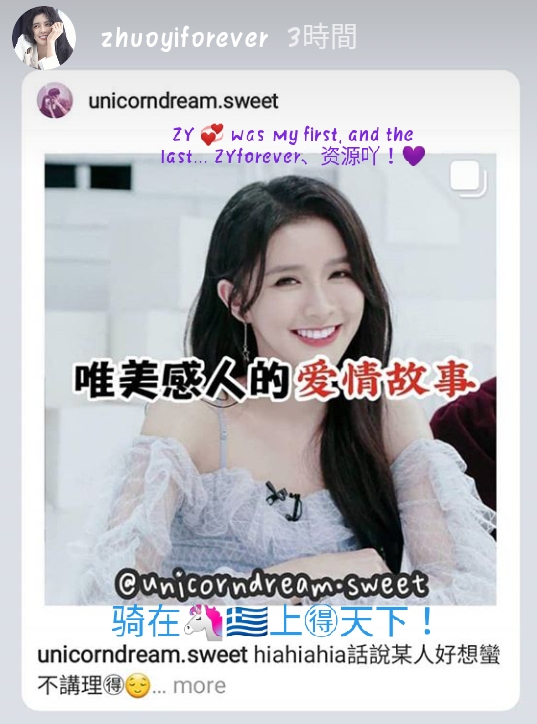 zhuoyiforever 3時間
unicorndream.sweet
ZY 💞 was my first, and the
last... ZYforever、资源吖！💜
唯美感人的爱情故事
@unicorndream.sweet
骑在🦄🇬🇷上🉐天下！
unicorndream.sweet hiahiahia話說某人好想蠻
不講理🉐😌... more